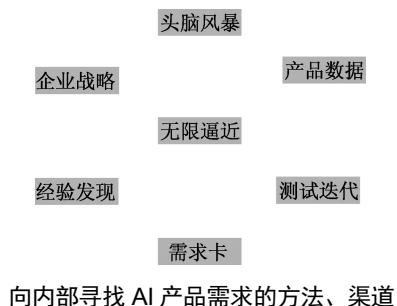 头脑风暴
企业战略
产品数据
无限逼近
经验发现
测试迭代
需求卡
向内部寻找 AI 产品需求的方法、渠道